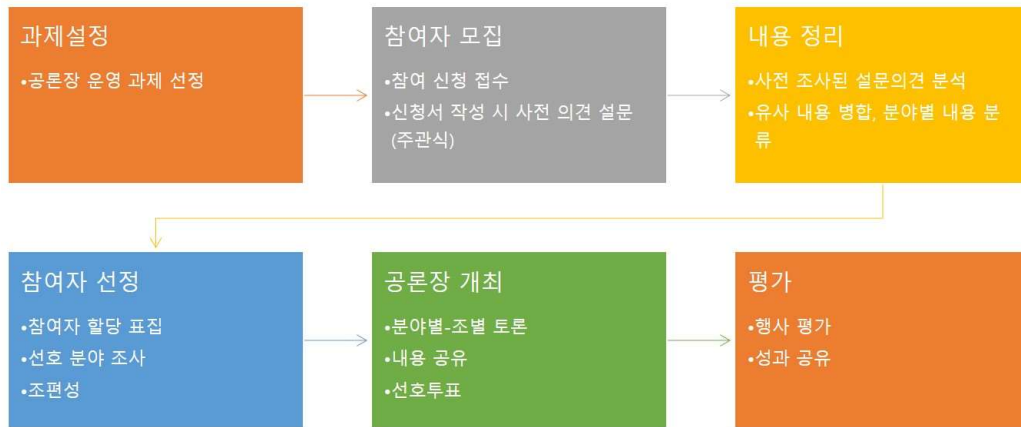 과제설정
•공론장 운영 과제 선정
참여자 모집
•참여 신청 접수
•신청서 작성 시 사전 의견 설문
(주관식)
내용 정리
•사전 조사된 설문의견 분석
•유사 내용 병합, 분야별 내용 분
류
참여자 선정
•참여자 할당 표집
•선호 분야 조사
•조편성
공론장 개최
•분야별-조별 토론
•내용 공유
•선호투표
평가
•행사 평가
•성과 공유